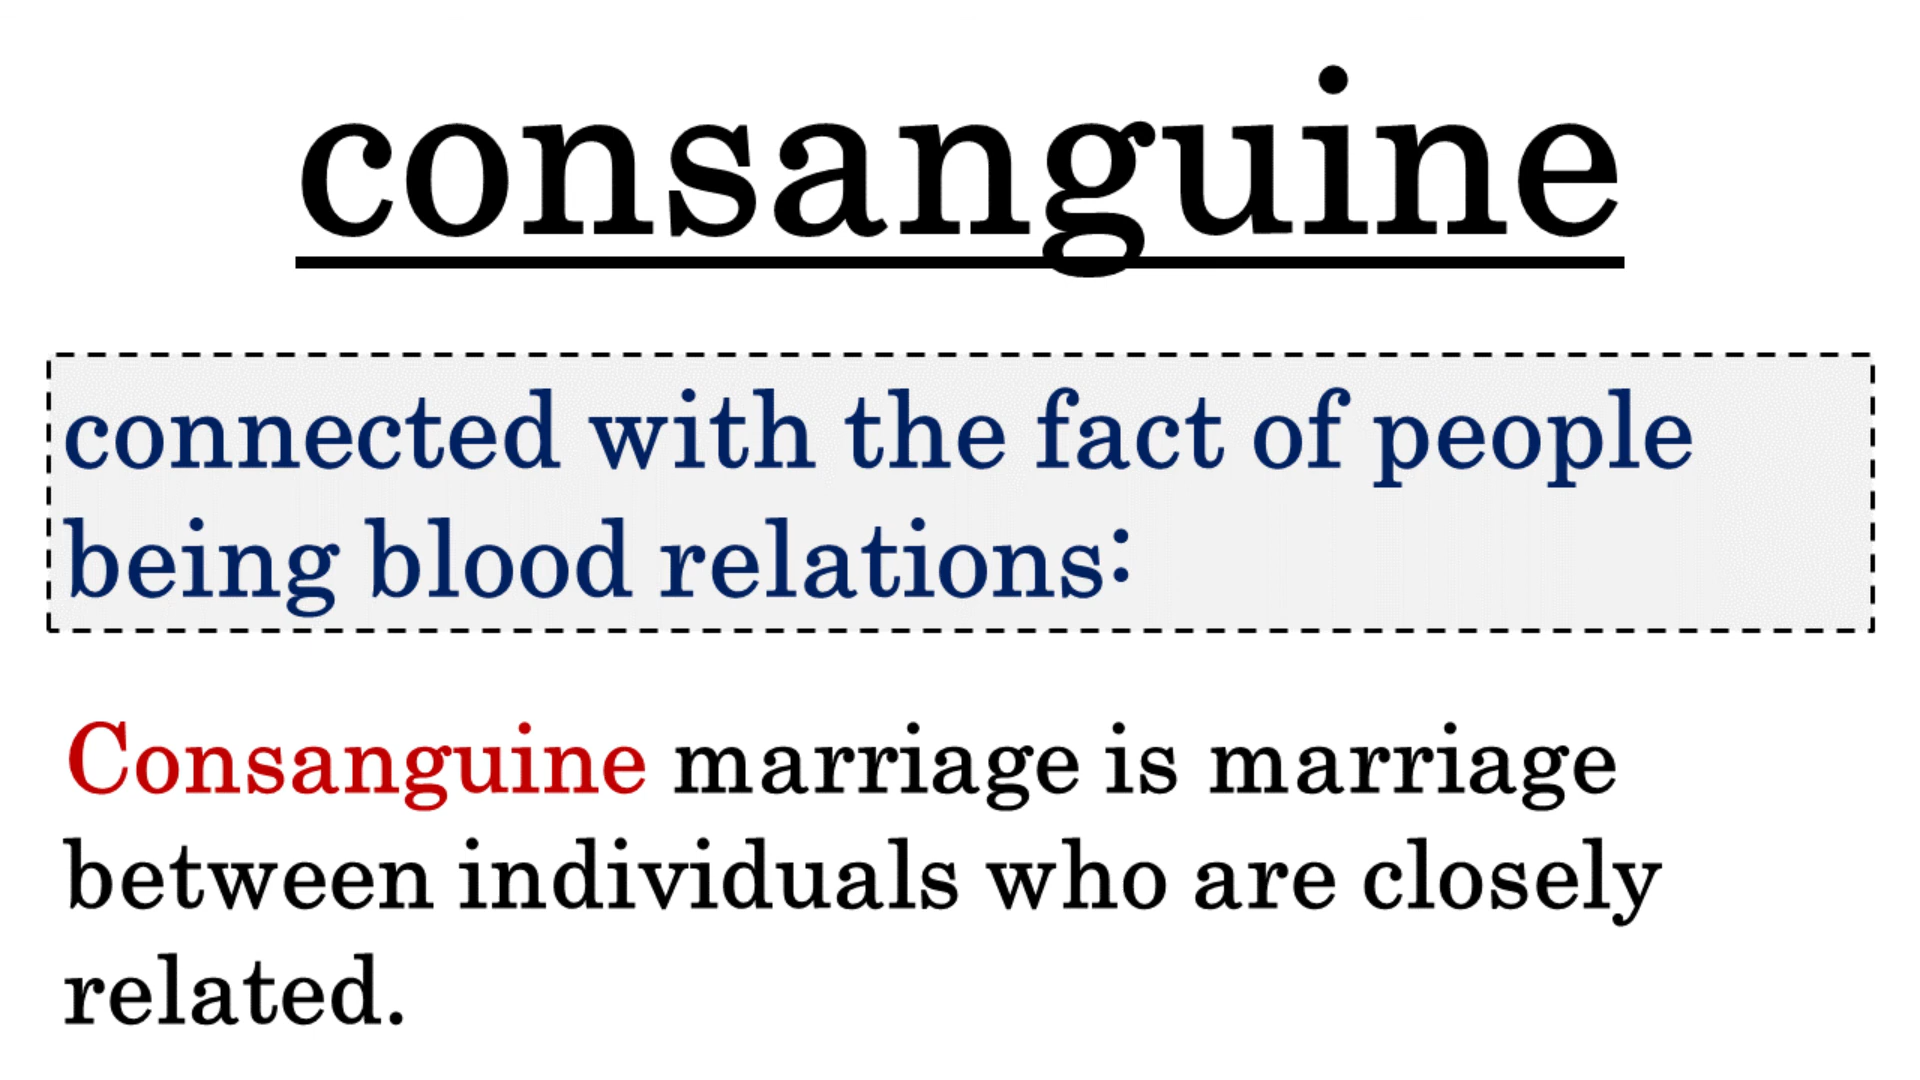 consanguine
connected with the fact of people
being blood relations:
Consanguine marriage is marriage
between individuals who are closely
related.